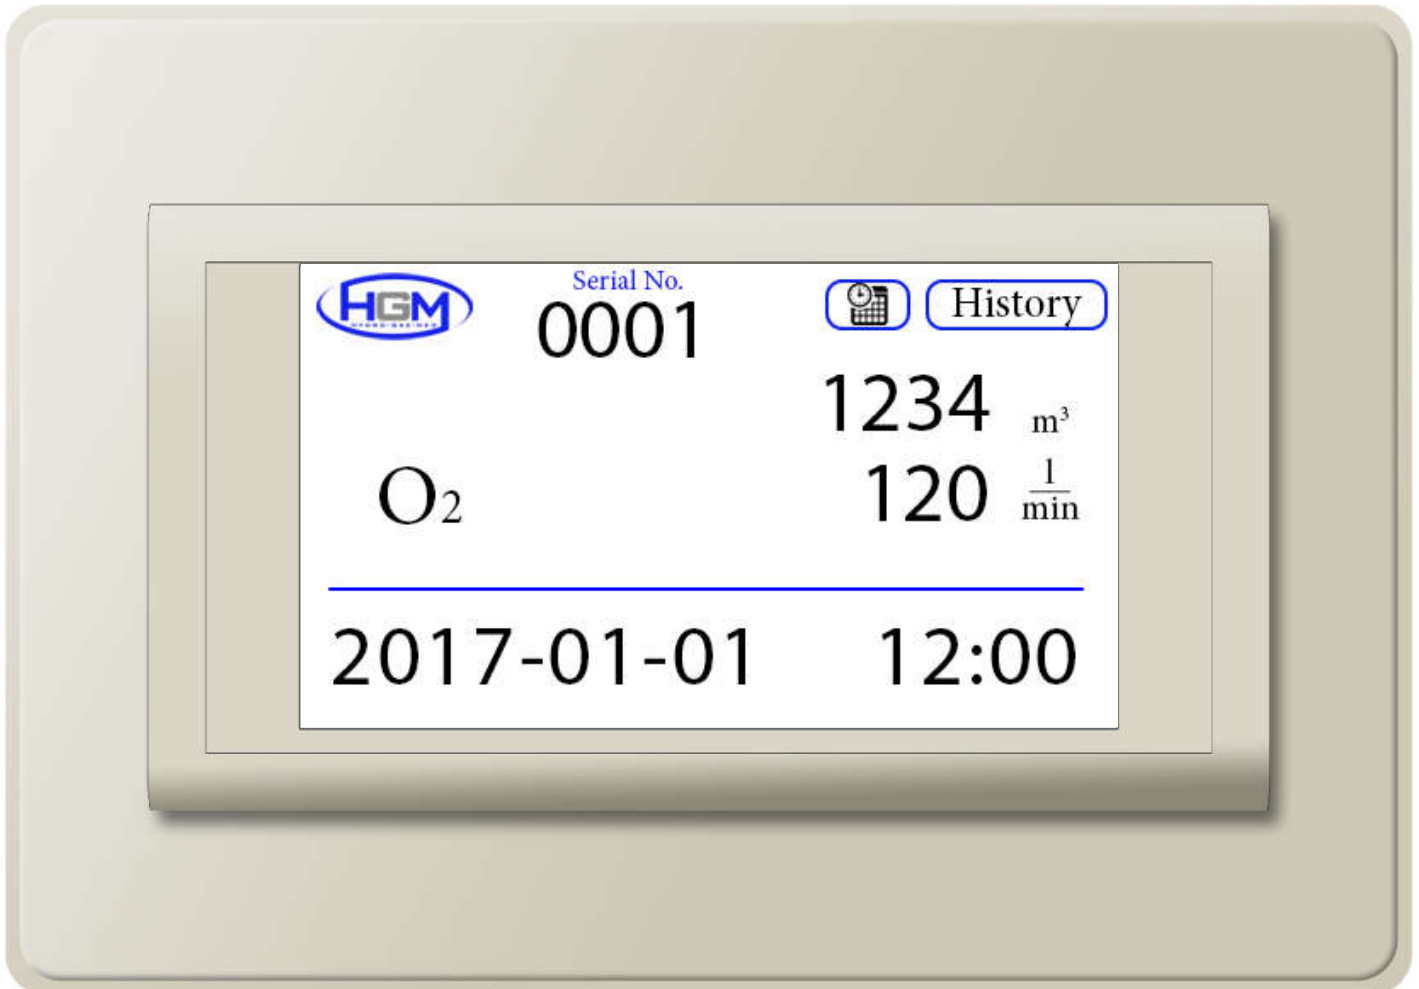 HGM
Serial No.
0001
History
1234 m³
O₂
120 l/min
2017-01-01 12:00